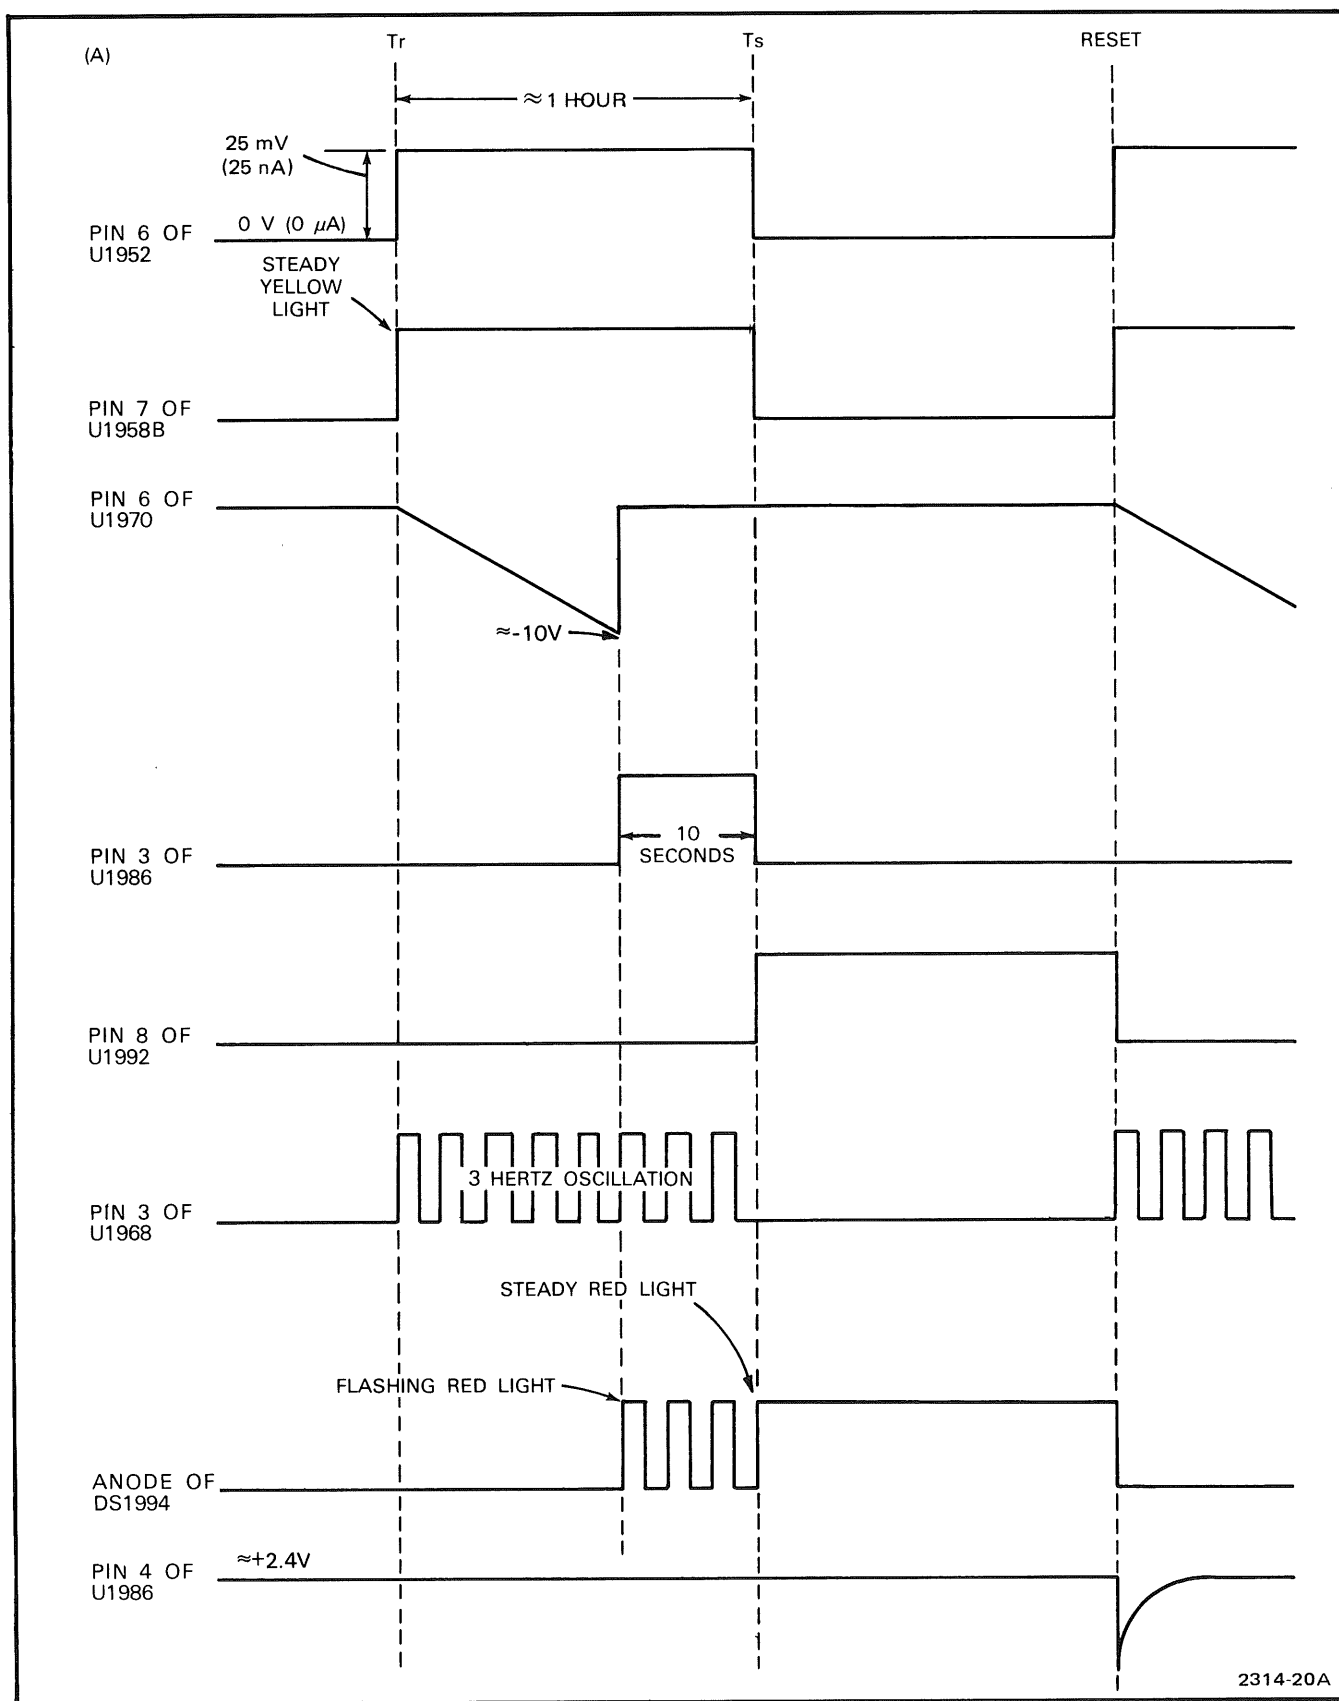 (A)
Tr
Ts
RESET
≈ 1 HOUR
25 mV
(25 nA)
0 V (0 μA)
PIN 6 OF
U1952
STEADY
YELLOW
LIGHT
PIN 7 OF
U1958B
PIN 6 OF
U1970
≈-10V
10
SECONDS
PIN 3 OF
U1986
PIN 8 OF
U1992
3 HERTZ OSCILLATION
PIN 3 OF
U1968
STEADY RED LIGHT
FLASHING RED LIGHT
ANODE OF
DS1994
≈+2.4V
PIN 4 OF
U1986
2314-20A